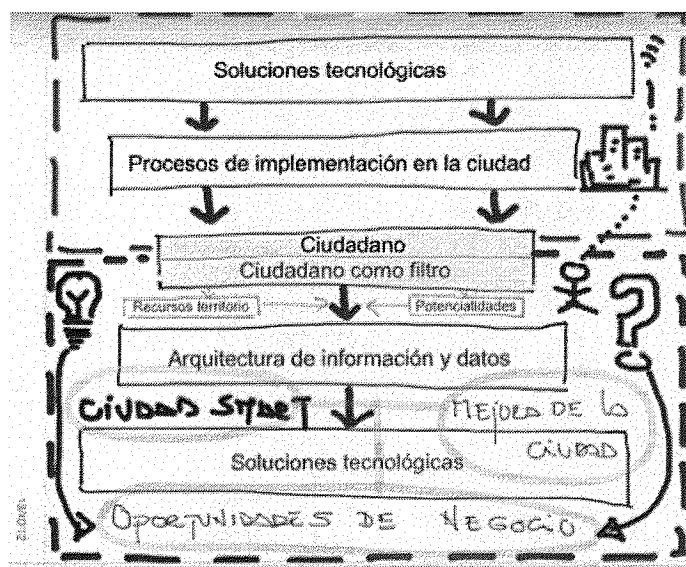 Soluciones tecnológicas
Procesos de implementación en la ciudad
Ciudadano
Ciudadano como filtro
Recursos territorio
Potencialidades
Arquitectura de información y datos
CIUDAD SMART
MEJORA DE LA
CIUDAD
Soluciones tecnológicas
OPORTUNIDADES DE NEGOCIO